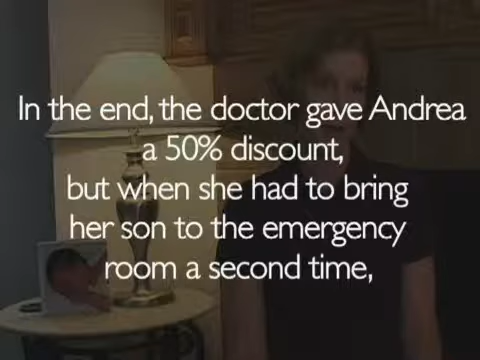 In the end, the doctor gave Andrea
a 50% discount,
but when she had to bring
her son to the emergency
room a second time,